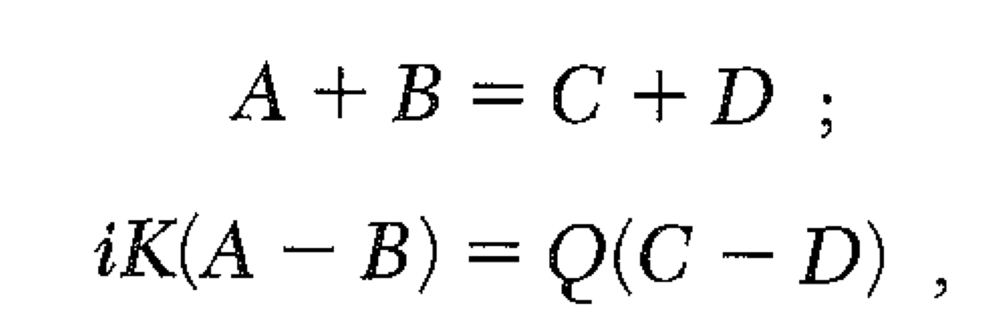 A + B = C + D ;
iK(A − B) = Q(C − D) ,